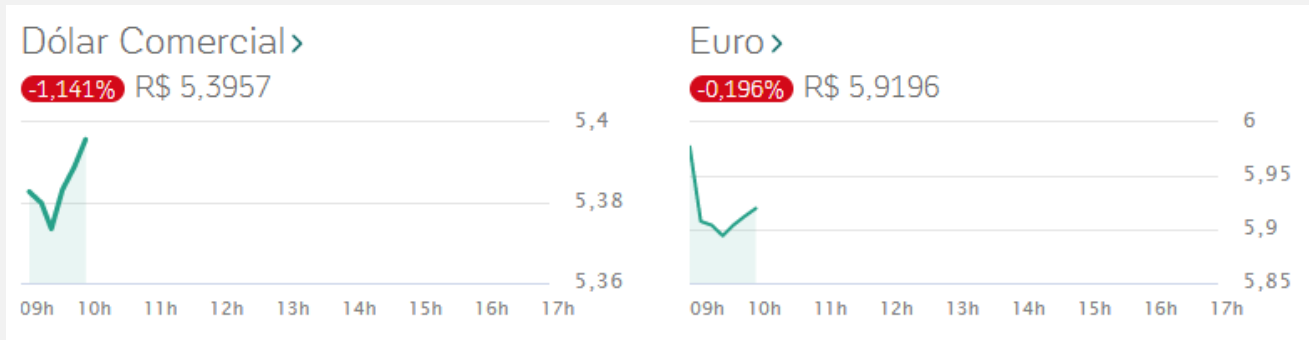 Dólar Comercial >
-1,141% R$ 5,3957
5,4
5,38
5,36
09h 10h 11h 12h 13h 14h 15h 16h 17h
Euro >
-0,196% R$ 5,9196
6
5,95
5,9
5,85
09h 10h 11h 12h 13h 14h 15h 16h 17h